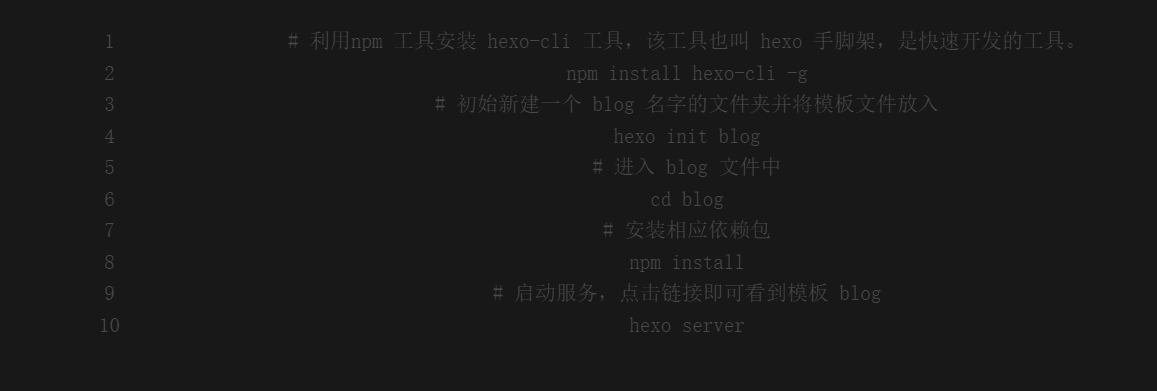 1 # 利用npm 工具安装 hexo-cli 工具，该工具也叫 hexo 手脚架，是快速开发的工具。
2 npm install hexo-cli -g
3 # 初始新建一个 blog 名字的文件夹并将模板文件放入
4 hexo init blog
5 # 进入 blog 文件中
6 cd blog
7 # 安装相应依赖包
8 npm install
9 # 启动服务，点击链接即可看到模板 blog
10 hexo server